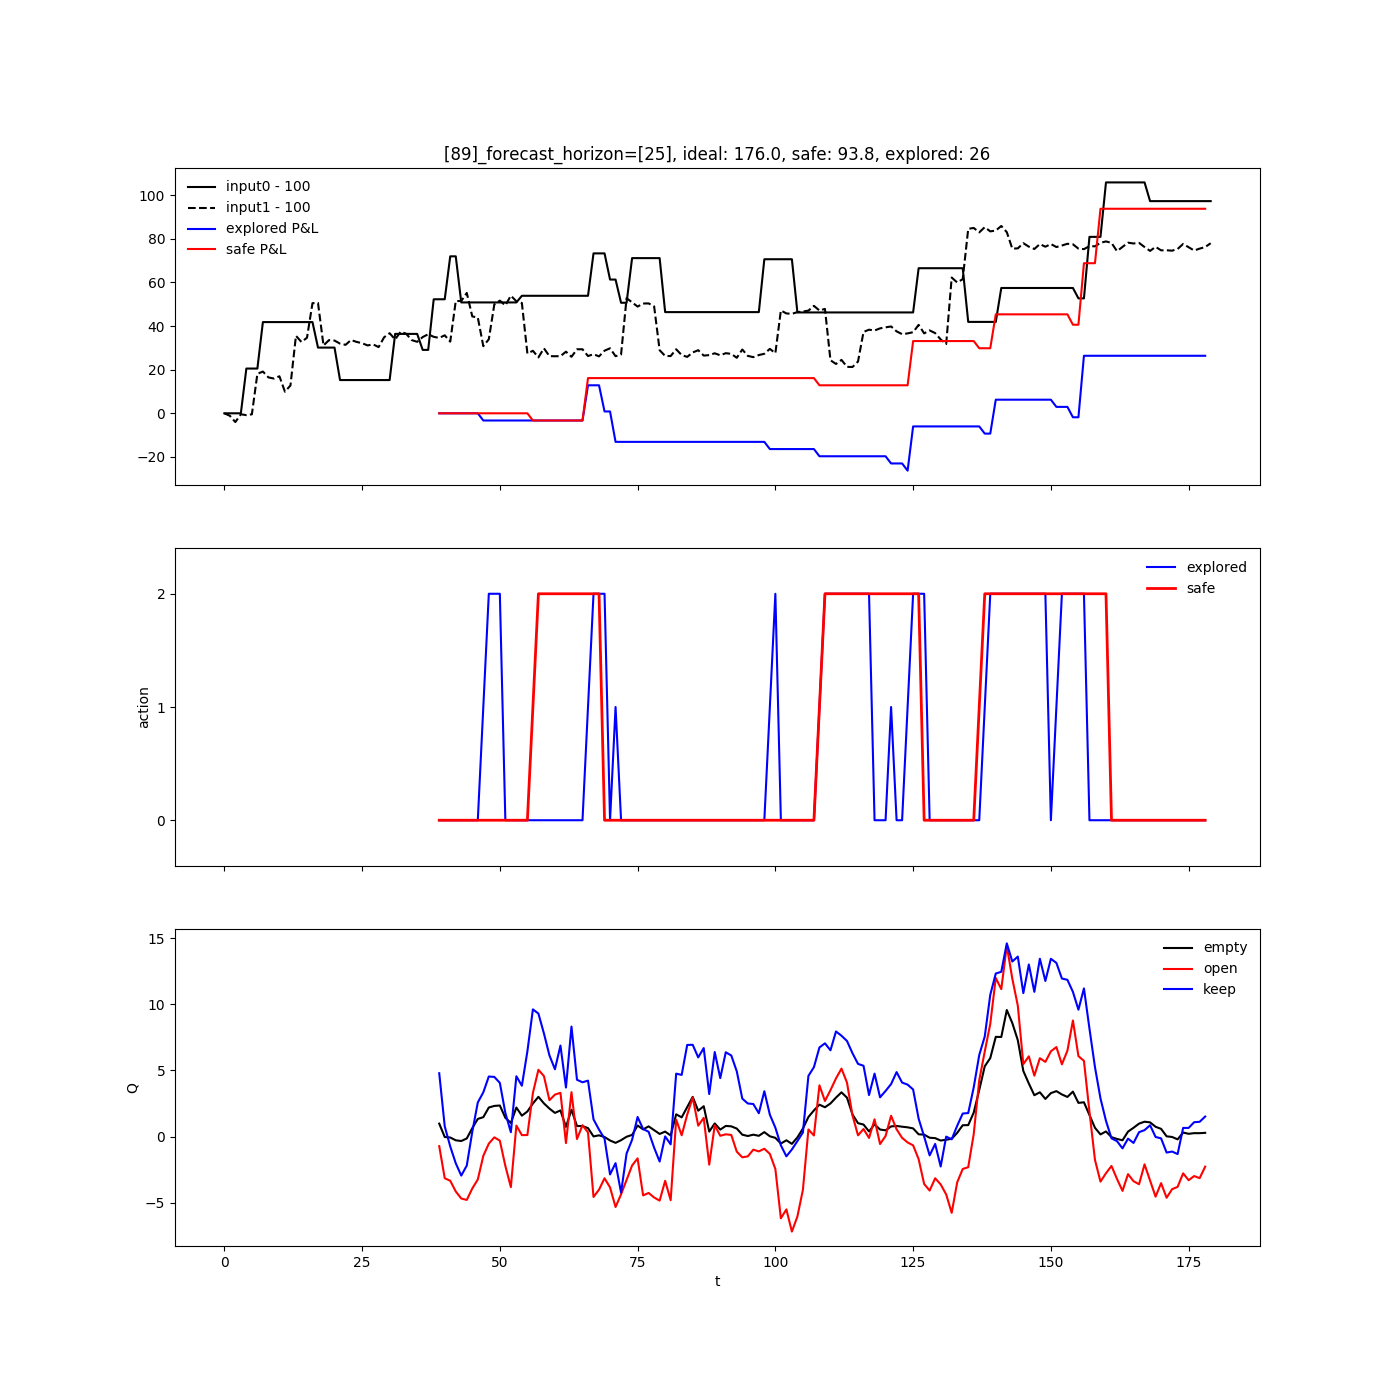 [89]_forecast_horizon=[25], ideal: 176.0, safe: 93.8, explored: 26
input0 - 100
input1 - 100
explored P&L
safe P&L
100
80
60
40
20
0
−20
explored
safe
2
1
0
action
empty
open
keep
15
10
5
0
−5
Q
0 25 50 75 100 125 150 175
t